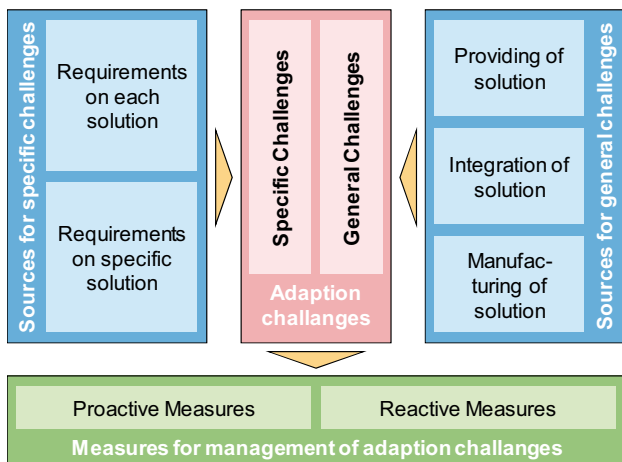 Sources for specific challenges
Requirements
on each
solution
Requirements
on specific
solution
Specific Challenges
General Challenges
Adaption
challanges
Providing of
solution
Integration of
solution
Manufac-
turing of
solution
Sources for general challenges
Proactive Measures
Reactive Measures
Measures for management of adaption challanges